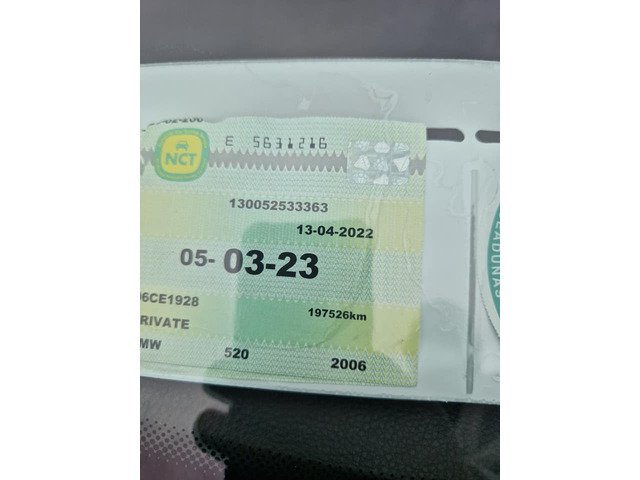 E 5631216
NCT
130052533363
13-04-2022
05-03-23
06CE1928
197526km
RIVATE
MW 520 2006